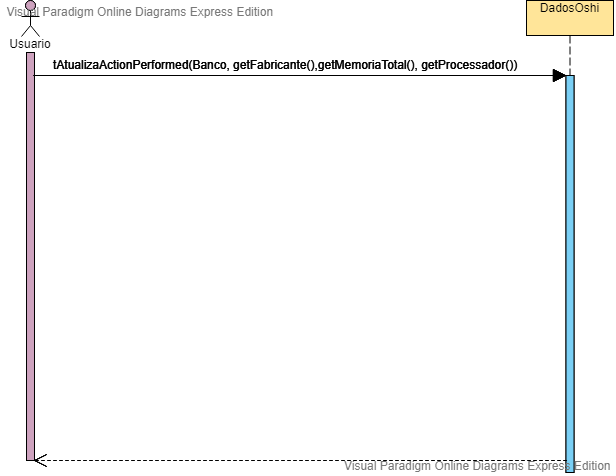 Visual Paradigm Online Diagrams Express Edition
DadosOshi
Usuario
tAtualizaActionPerformed(Banco, getFabricante(),getMemoriaTotal(), getProcessador())
Visual Paradigm Online Diagrams Express Edition